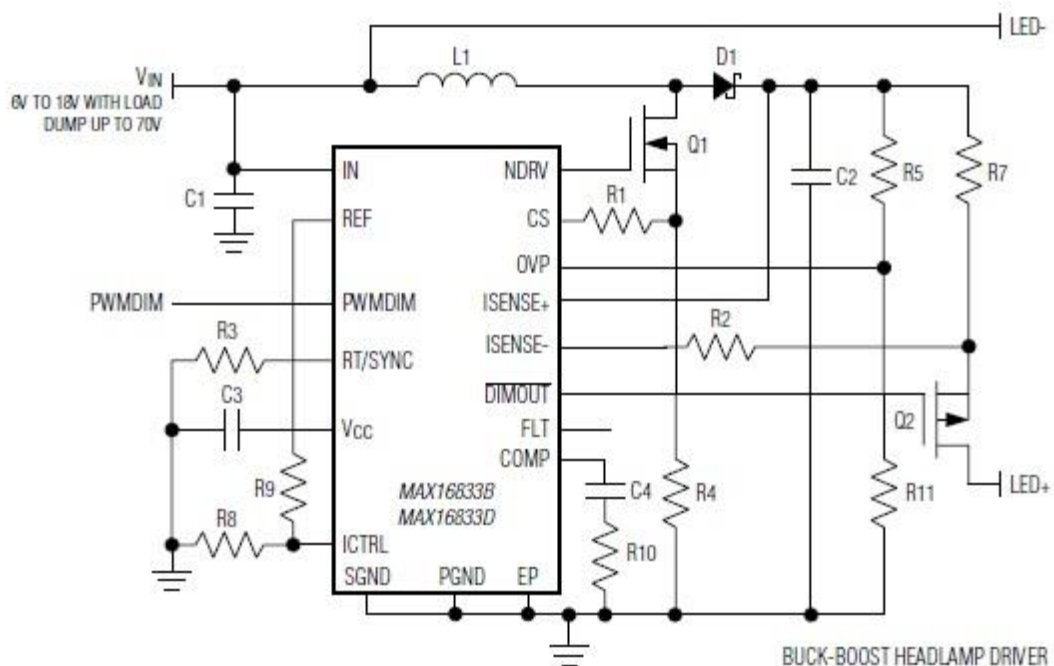 LED-
L1
D1
VIN
6V TO 18V WITH LOAD
DUMP UP TO 70V
Q1
C1
IN
NDRV
R1
C2
R5
R7
REF
CS
OVP
PWMDIM
PWMDIM
ISENSE+
R3
ISENSE-
R2
RT/SYNC
DIMOUT
C3
VCC
FLT
Q2
COMP
R9
MAX16833B
MAX16833D
C4
R4
R11
LED+
R8
ICTRL
R10
SGND
PGND
EP
BUCK-BOOST HEADLAMP DRIVER